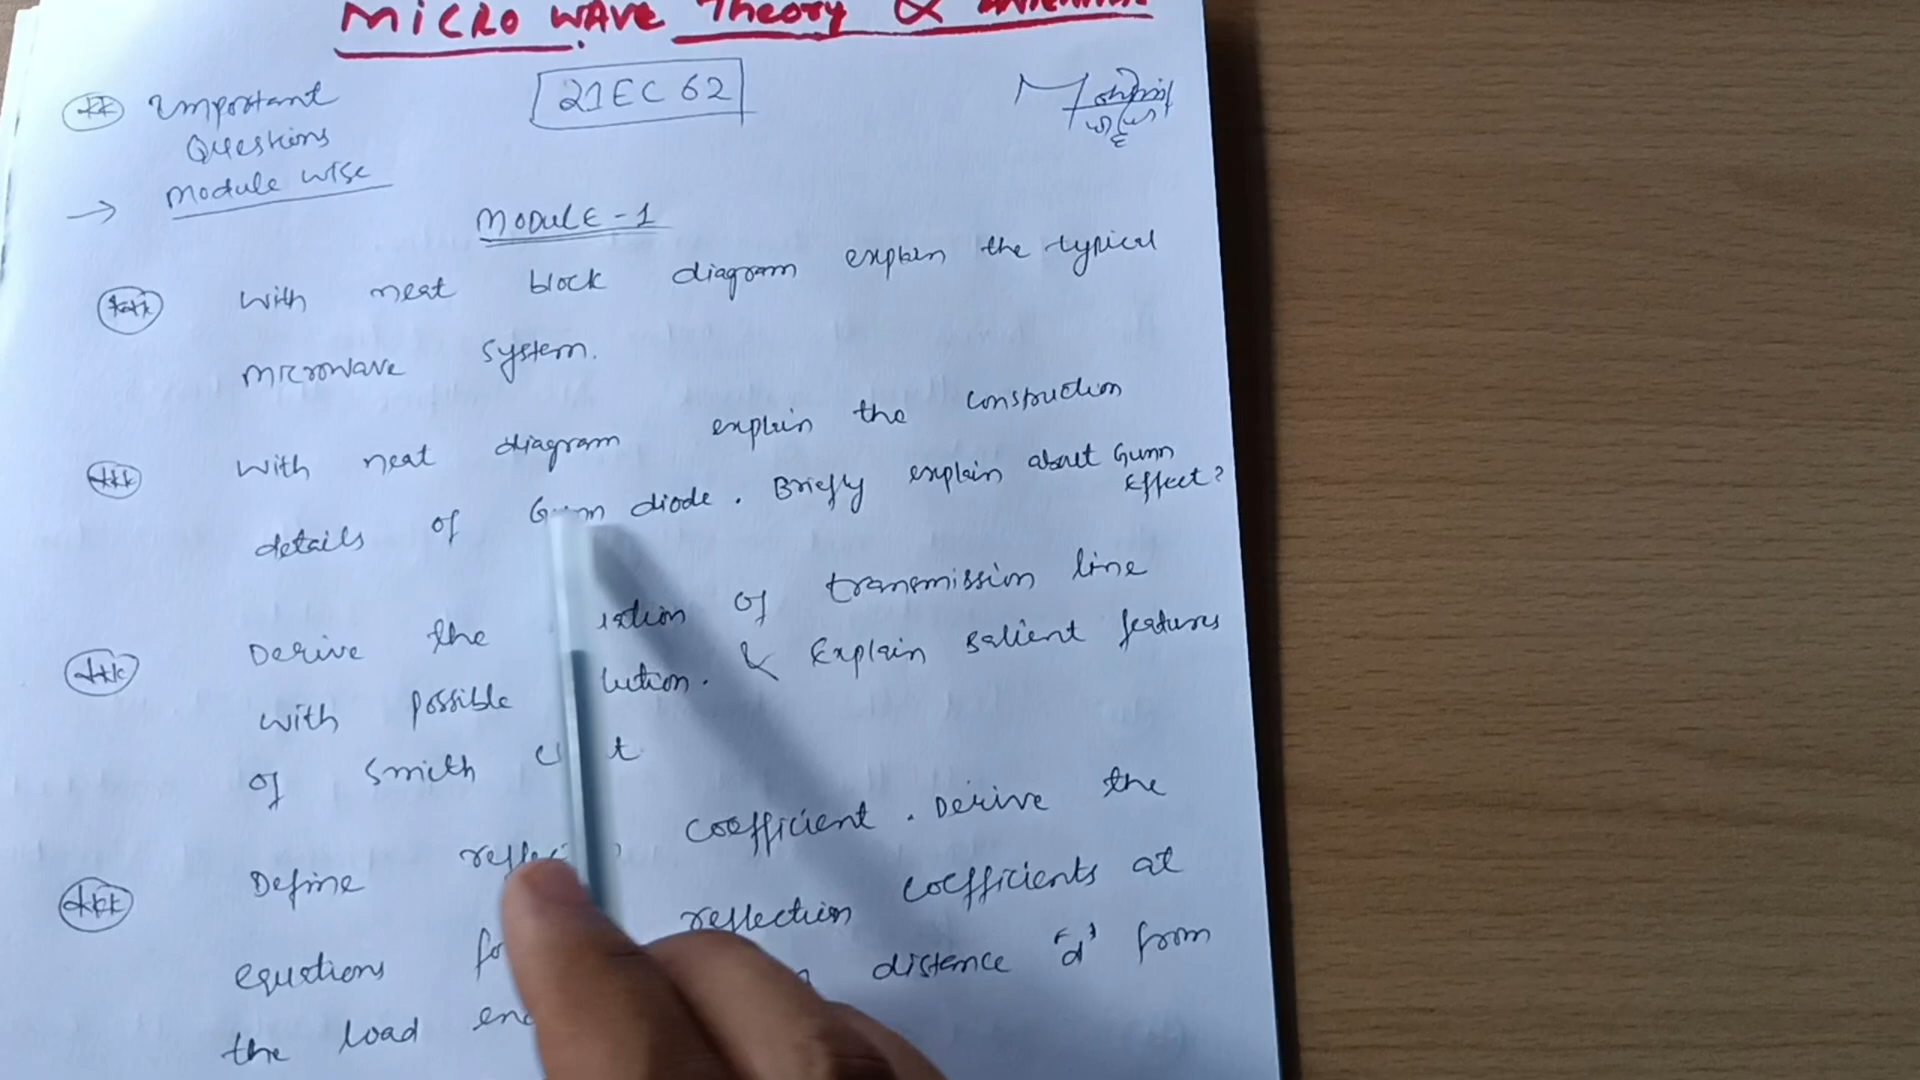 MICROWAVE Theory &
Important
Questions
Module wise
21EC62
MODULE-1
With neat block diagram explain the typical
microwave system.
With neat diagram explain the construction
details of Gunn diode. Briefly explain about Gunn
Effect?
Derive the of transmission line
with possible & Explain salient features
of smith
Define coefficient. Derive the
equations reflection coefficients at
the load distance 'd' from